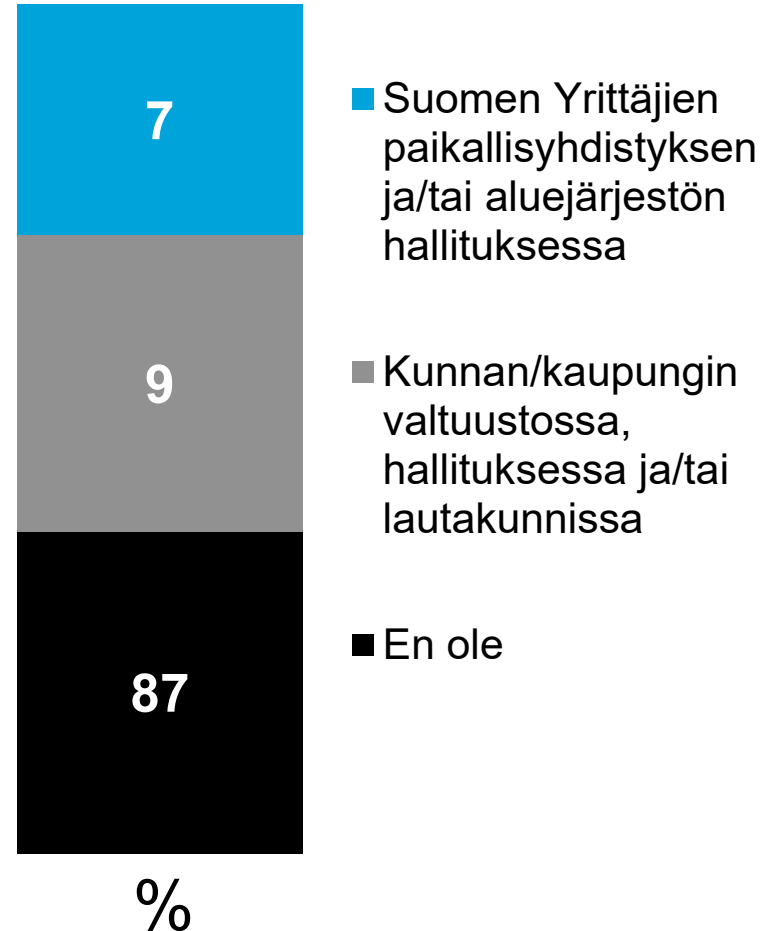 7
Suomen Yrittäjien
paikallisyhdistyksen
ja/tai aluejärjestön
hallituksessa
9
Kunnan/kaupungin
valtuustossa,
hallituksessa ja/tai
lautakunnissa
87
En ole
%